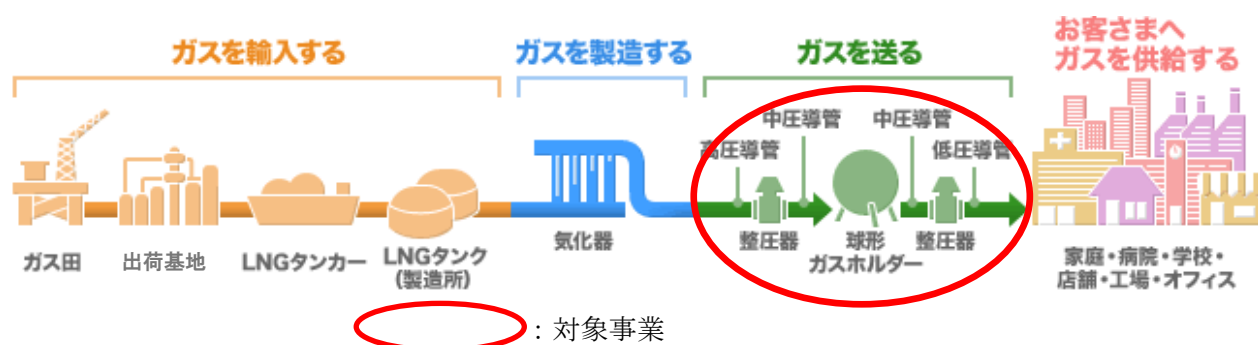 ガスを輸入する
ガスを製造する
ガスを送る
お客さまへ
ガスを供給する
中圧導管
中圧導管
高圧導管
低圧導管
ガス田
出荷基地
LNGタンカー
LNGタンク
(製造所)
気化器
整圧器
球形
ガスホルダー
整圧器
家庭・病院・学校・
店舗・工場・オフィス
：対象事業